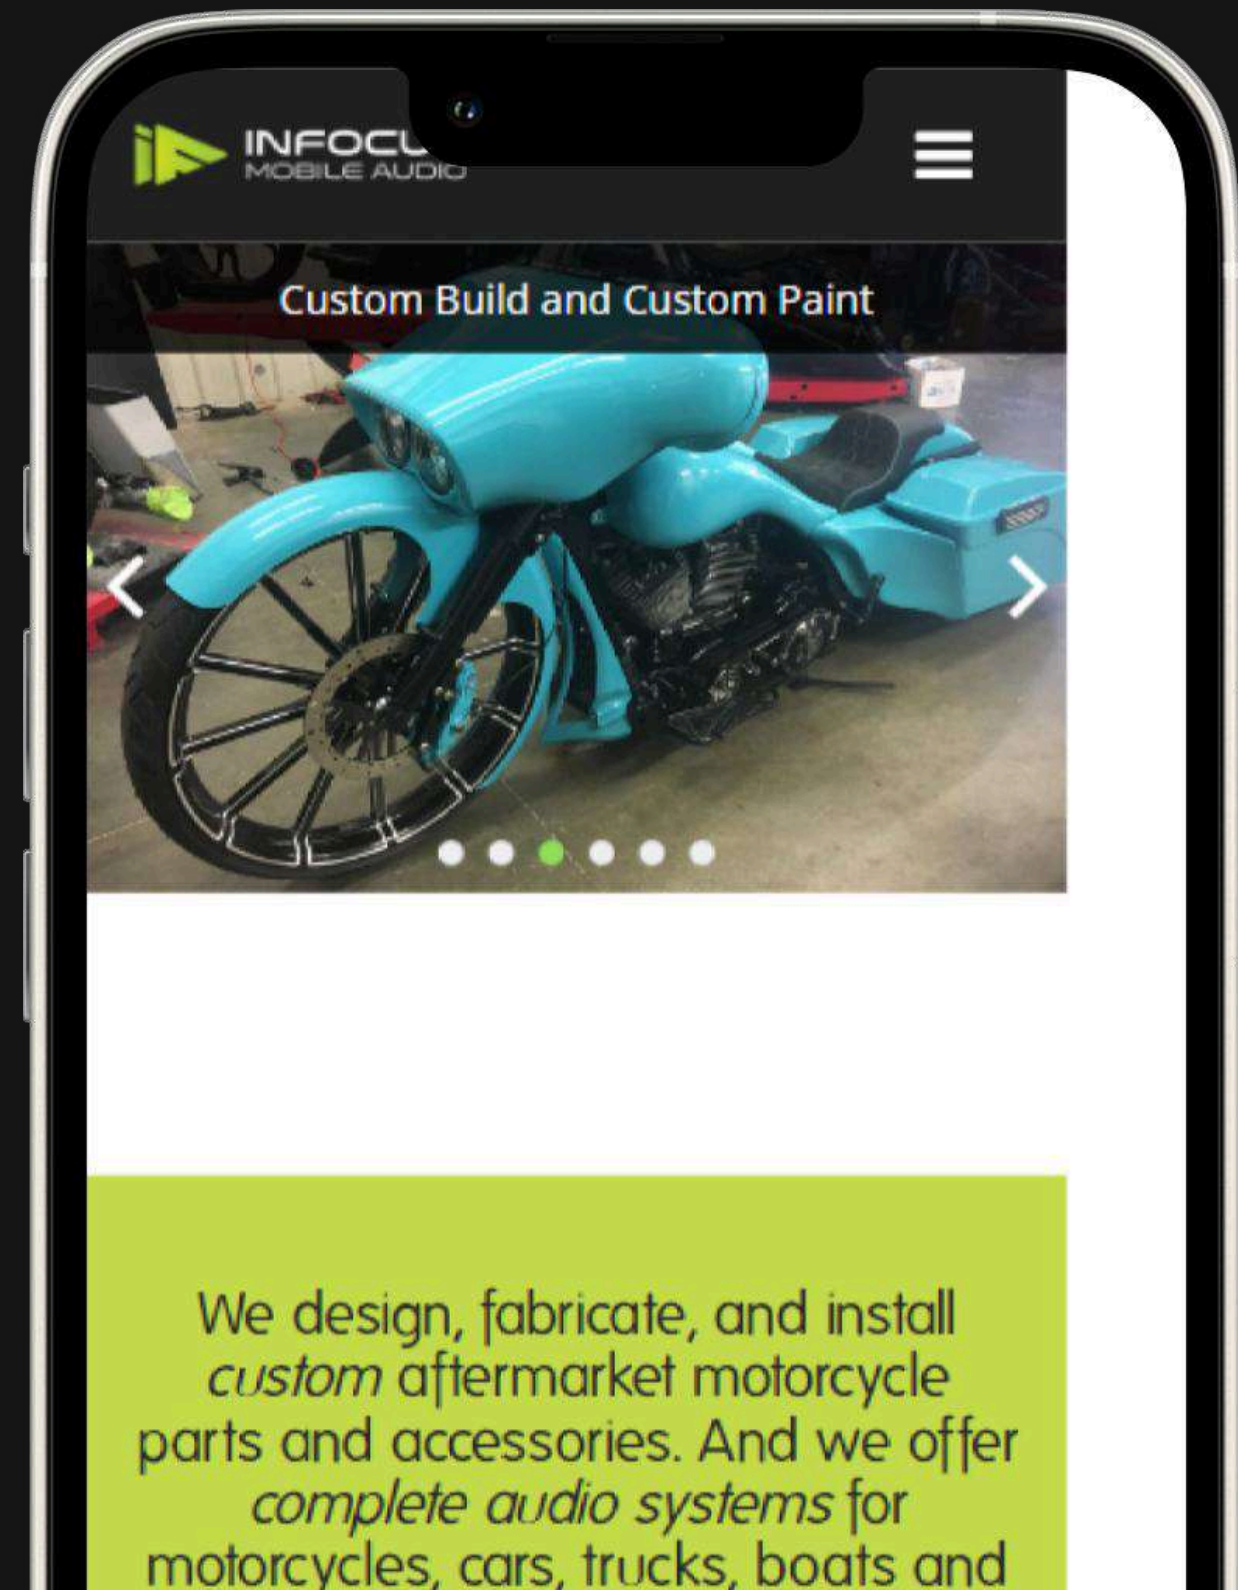 INFOCU
MOBILE AUDIO
Custom Build and Custom Paint
We design, fabricate, and install
custom aftermarket motorcycle
parts and accessories. And we offer
complete audio systems for
motorcycles, cars, trucks, boats and